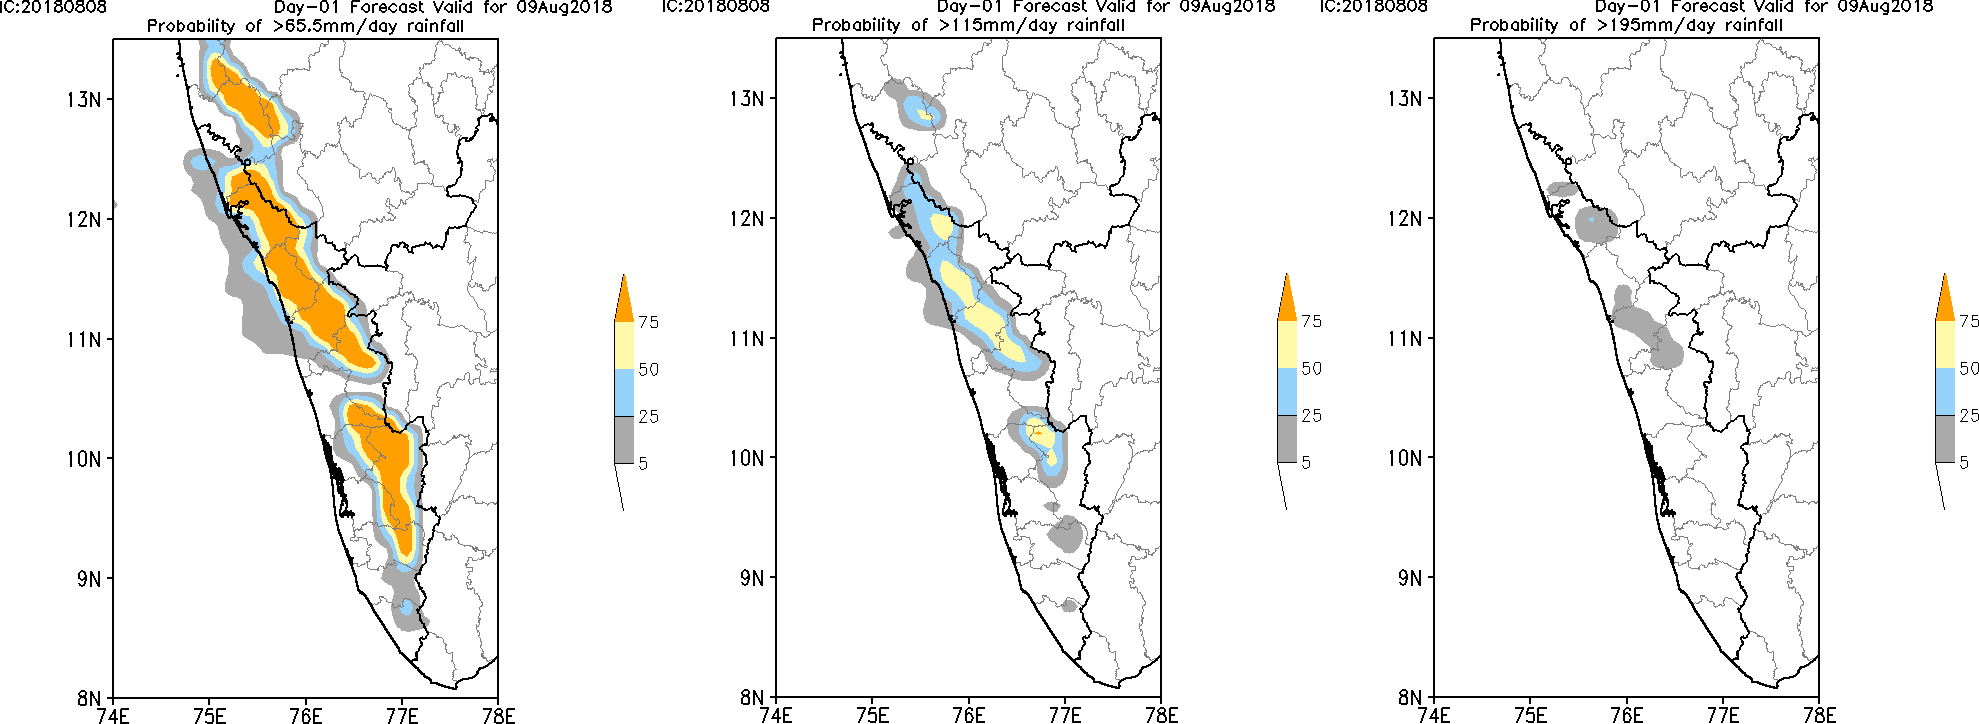 IC:20180808 Day-01 Forecast Valid for 09Aug2018
Probability of >65.5mm/day rainfall
13N
12N
11N
10N
9N
8N
74E 75E 76E 77E 78E
75
50
25
5
IC:20180808 Day-01 Forecast Valid for 09Aug2018
Probability of >115mm/day rainfall
13N
12N
11N
10N
9N
8N
74E 75E 76E 77E 78E
75
50
25
5
IC:20180808 Day-01 Forecast Valid for 09Aug2018
Probability of >195mm/day rainfall
13N
12N
11N
10N
9N
8N
74E 75E 76E 77E 78E
75
50
25
5